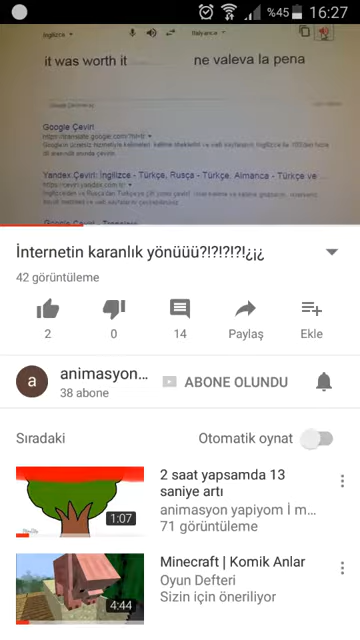 %45
16:27
İngilizce
İtalyanca
it was worth it
ne valeva la pena
Google Çeviri
Yandex.Çeviri: İngilizce - Türkçe, Rusça - Türkçe, Almanca - Türkçe ve ...
İnternetin karanlık yönüüü?!?!?!?!¿¡¿
42 görüntüleme
2
0
14
Paylaş
Ekle
a
animasyon...
38 abone
ABONE OLUNDU
Sıradaki
Otomatik oynat
1:07
2 saat yapsamda 13
saniye artı
animasyon yapiyom İ m...
71 görüntüleme
4:44
Minecraft | Komik Anlar
Oyun Defteri
Sizin için öneriliyor